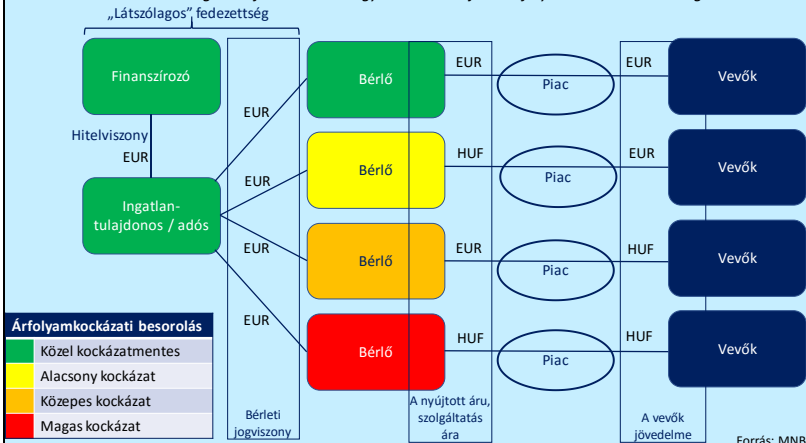 „Látszólagos” fedezettség
Finanszírozó
Hitelviszony
EUR
Ingatlan-
tulajdonos / adós
EUR
EUR
EUR
EUR
Bérleti
jogviszony
Bérlő
EUR
Piac
EUR
Vevők
Bérlő
HUF
Piac
EUR
Vevők
Bérlő
EUR
Piac
HUF
Vevők
Bérlő
HUF
Piac
HUF
Vevők
A nyújtott áru,
szolgáltatás
ára
A vevők
jövedelme
Árfolyamkockázati besorolás
Közel kockázatmentes
Alacsony kockázat
Közepes kockázat
Magas kockázat
Forrás: MNB